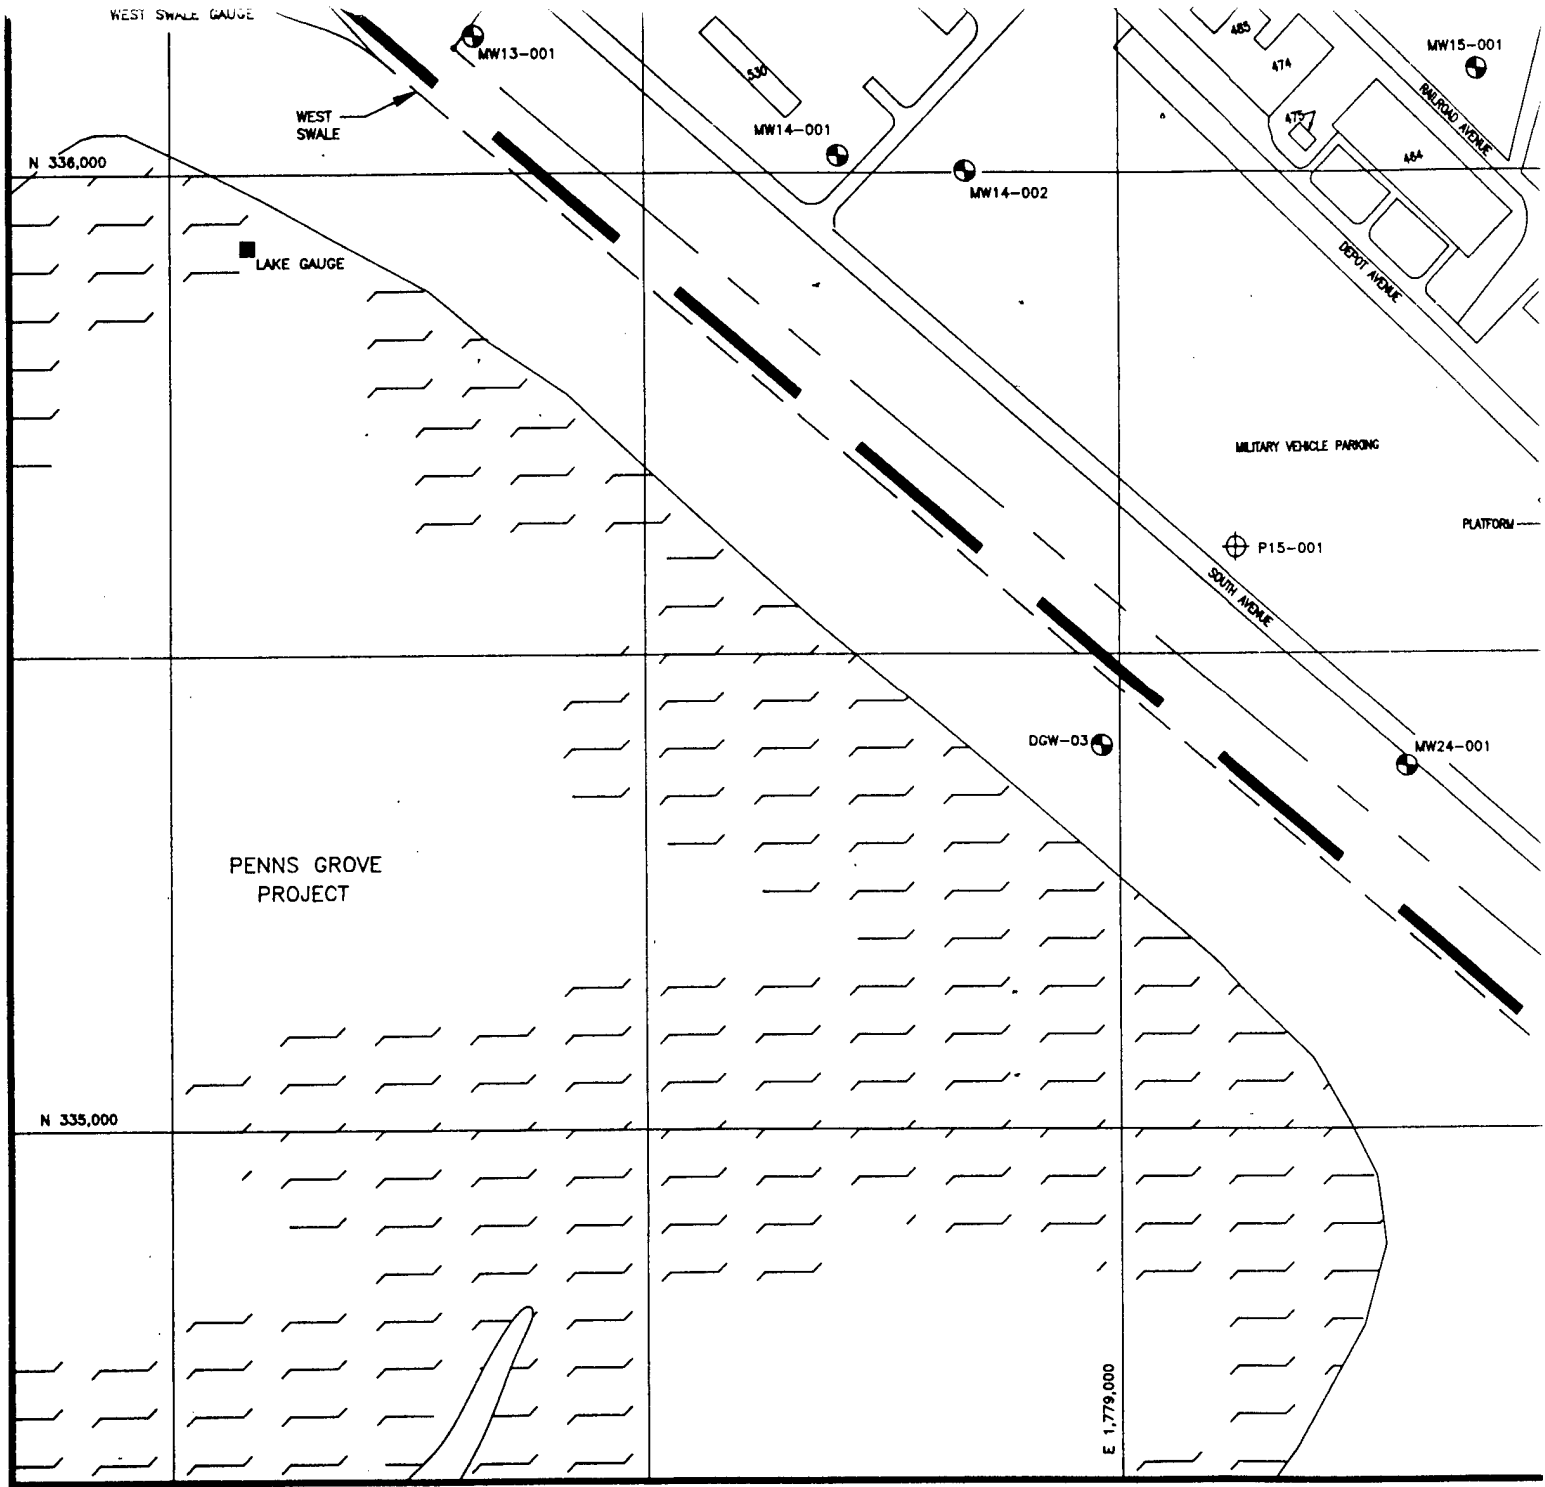 WEST SWALE GAUGE
MW13-001
530
485
474
MW15-001
RAILROAD AVENUE
WEST
SWALE
MW14-001
475
464
N 336,000
MW14-002
LAKE GAUGE
DEPOT AVENUE
MILITARY VEHICLE PARKING
PLATFORM
P15-001
SOUTH AVENUE
DGW-03
MW24-001
PENNS GROVE
PROJECT
N 335,000
E 1,779,000